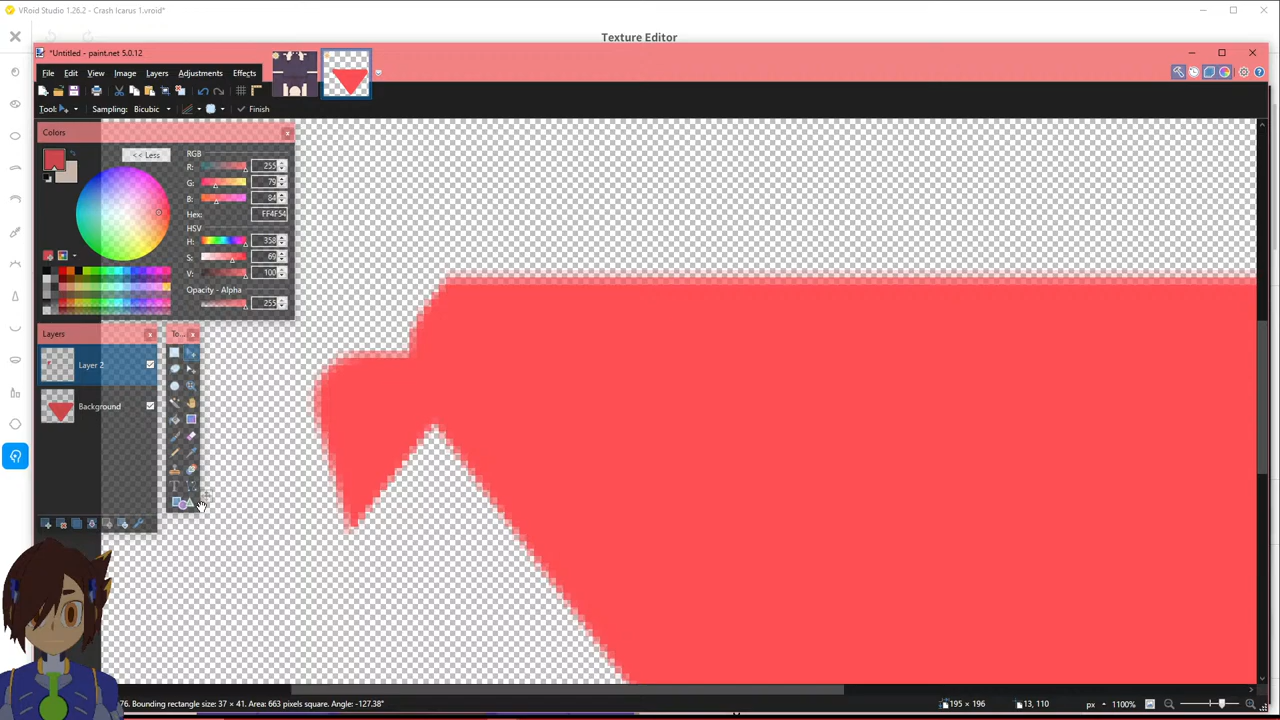 VRoid Studio 1.26.2 - Crash Icarus 1.vroid*
Texture Editor
*Untitled - paint.net 5.0.12
File Edit View Image Layers Adjustments Effects
Tool: Sampling: Bicubic Finish
Colors
<< Less
RGB
R: 255
G: 79
B: 84
Hex: FF4F54
HSV
H: 358
S: 69
V: 100
Opacity - Alpha
255
Layers
To...
Layer 2
Background
76. Bounding rectangle size: 37 × 41. Area: 663 pixels square. Angle: -127.38°
195 × 196
13, 110
px
1100%